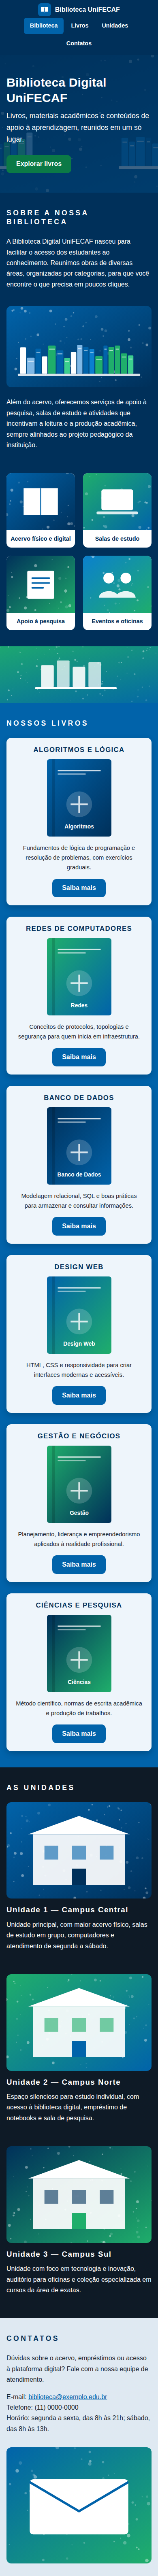 Biblioteca UniFECAF
Biblioteca Livros Unidades
Contatos
Biblioteca Digital
UniFECAF
Livros, materiais acadêmicos e conteúdos de
apoio à aprendizagem, reunidos em um só
lugar.
Explorar livros
SOBRE A NOSSA
BIBLIOTECA
A Biblioteca Digital UniFECAF nasceu para
facilitar o acesso dos estudantes ao
conhecimento. Reunimos obras de diversas
áreas, organizadas por categorias, para que você
encontre o que precisa em poucos cliques.
Além do acervo, oferecemos serviços de apoio à
pesquisa, salas de estudo e atividades que
incentivam a leitura e a produção acadêmica,
sempre alinhados ao projeto pedagógico da
instituição.
Acervo físico e digital
Salas de estudo
Apoio à pesquisa
Eventos e oficinas
NOSSOS LIVROS
ALGORITMOS E LÓGICA
Algoritmos
Fundamentos de lógica de programação e
resolução de problemas, com exercícios
graduais.
Saiba mais
REDES DE COMPUTADORES
Redes
Conceitos de protocolos, topologias e
segurança para quem inicia em infraestrutura.
Saiba mais
BANCO DE DADOS
Banco de Dados
Modelagem relacional, SQL e boas práticas
para armazenar e consultar informações.
Saiba mais
DESIGN WEB
Design Web
HTML, CSS e responsividade para criar
interfaces modernas e acessíveis.
Saiba mais
GESTÃO E NEGÓCIOS
Gestão
Planejamento, liderança e empreendedorismo
aplicados à realidade profissional.
Saiba mais
CIÊNCIAS E PESQUISA
Ciências
Método científico, normas de escrita acadêmica
e produção de trabalhos.
Saiba mais
AS UNIDADES
Unidade 1 — Campus Central
Unidade principal, com maior acervo físico, salas
de estudo em grupo, computadores e
atendimento de segunda a sábado.
Unidade 2 — Campus Norte
Espaço silencioso para estudo individual, com
acesso à biblioteca digital, empréstimo de
notebooks e sala de pesquisa.
Unidade 3 — Campus Sul
Unidade com foco em tecnologia e inovação,
auditório para oficinas e coleção especializada em
cursos da área de exatas.
CONTATOS
Dúvidas sobre o acervo, empréstimos ou acesso
à plataforma digital? Fale com a nossa equipe de
atendimento.
E-mail: biblioteca@exemplo.edu.br
Telefone: (11) 0000-0000
Horário: segunda a sexta, das 8h às 21h; sábado,
das 8h às 13h.